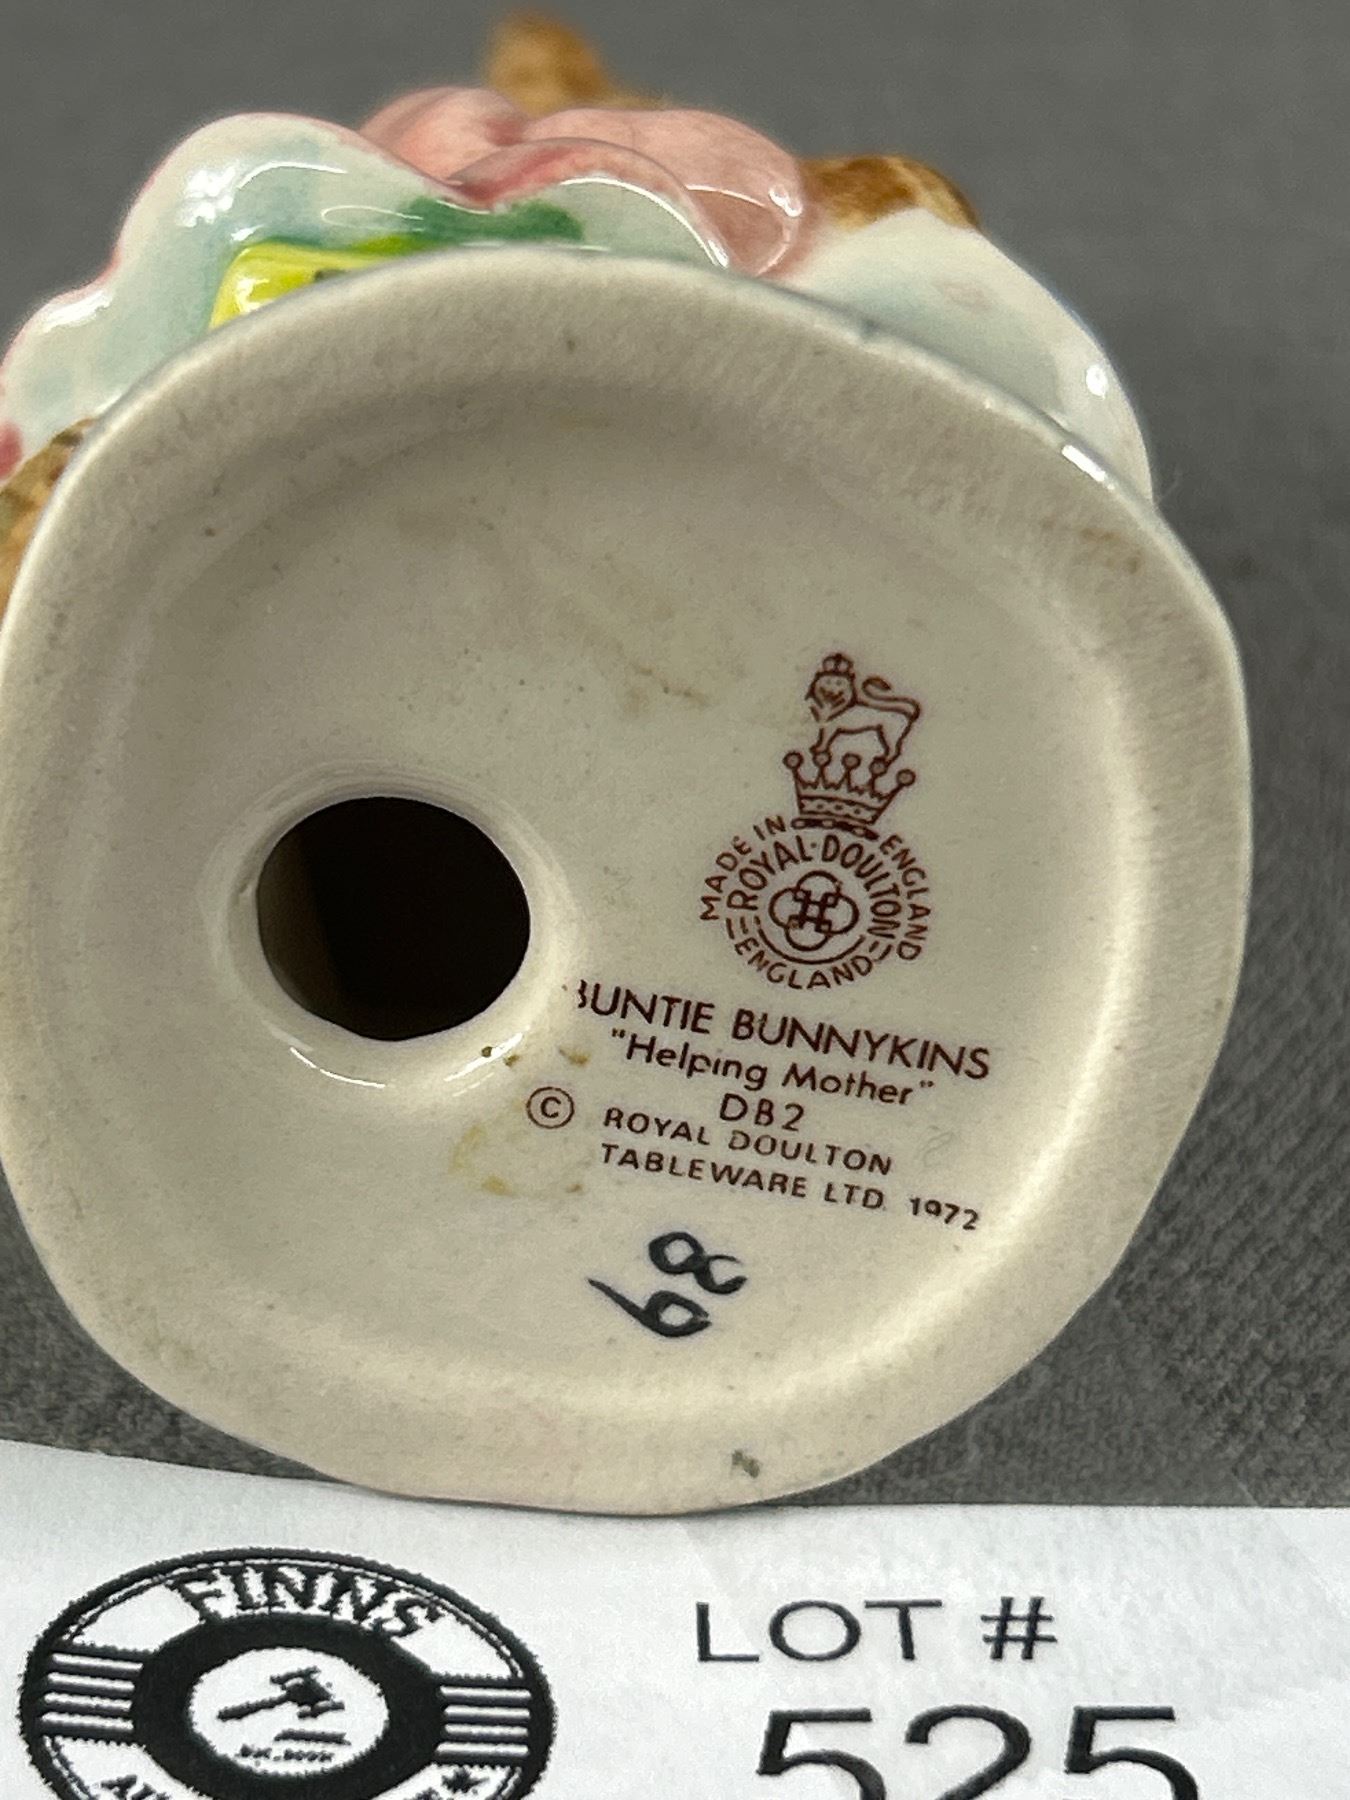 MADE IN ENGLAND
ROYAL·DOULTON
ENGLAND
BUNTIE BUNNYKINS
"Helping Mother"
DB2
© ROYAL DOULTON
TABLEWARE LTD. 1972
FINNS
LOT #
525